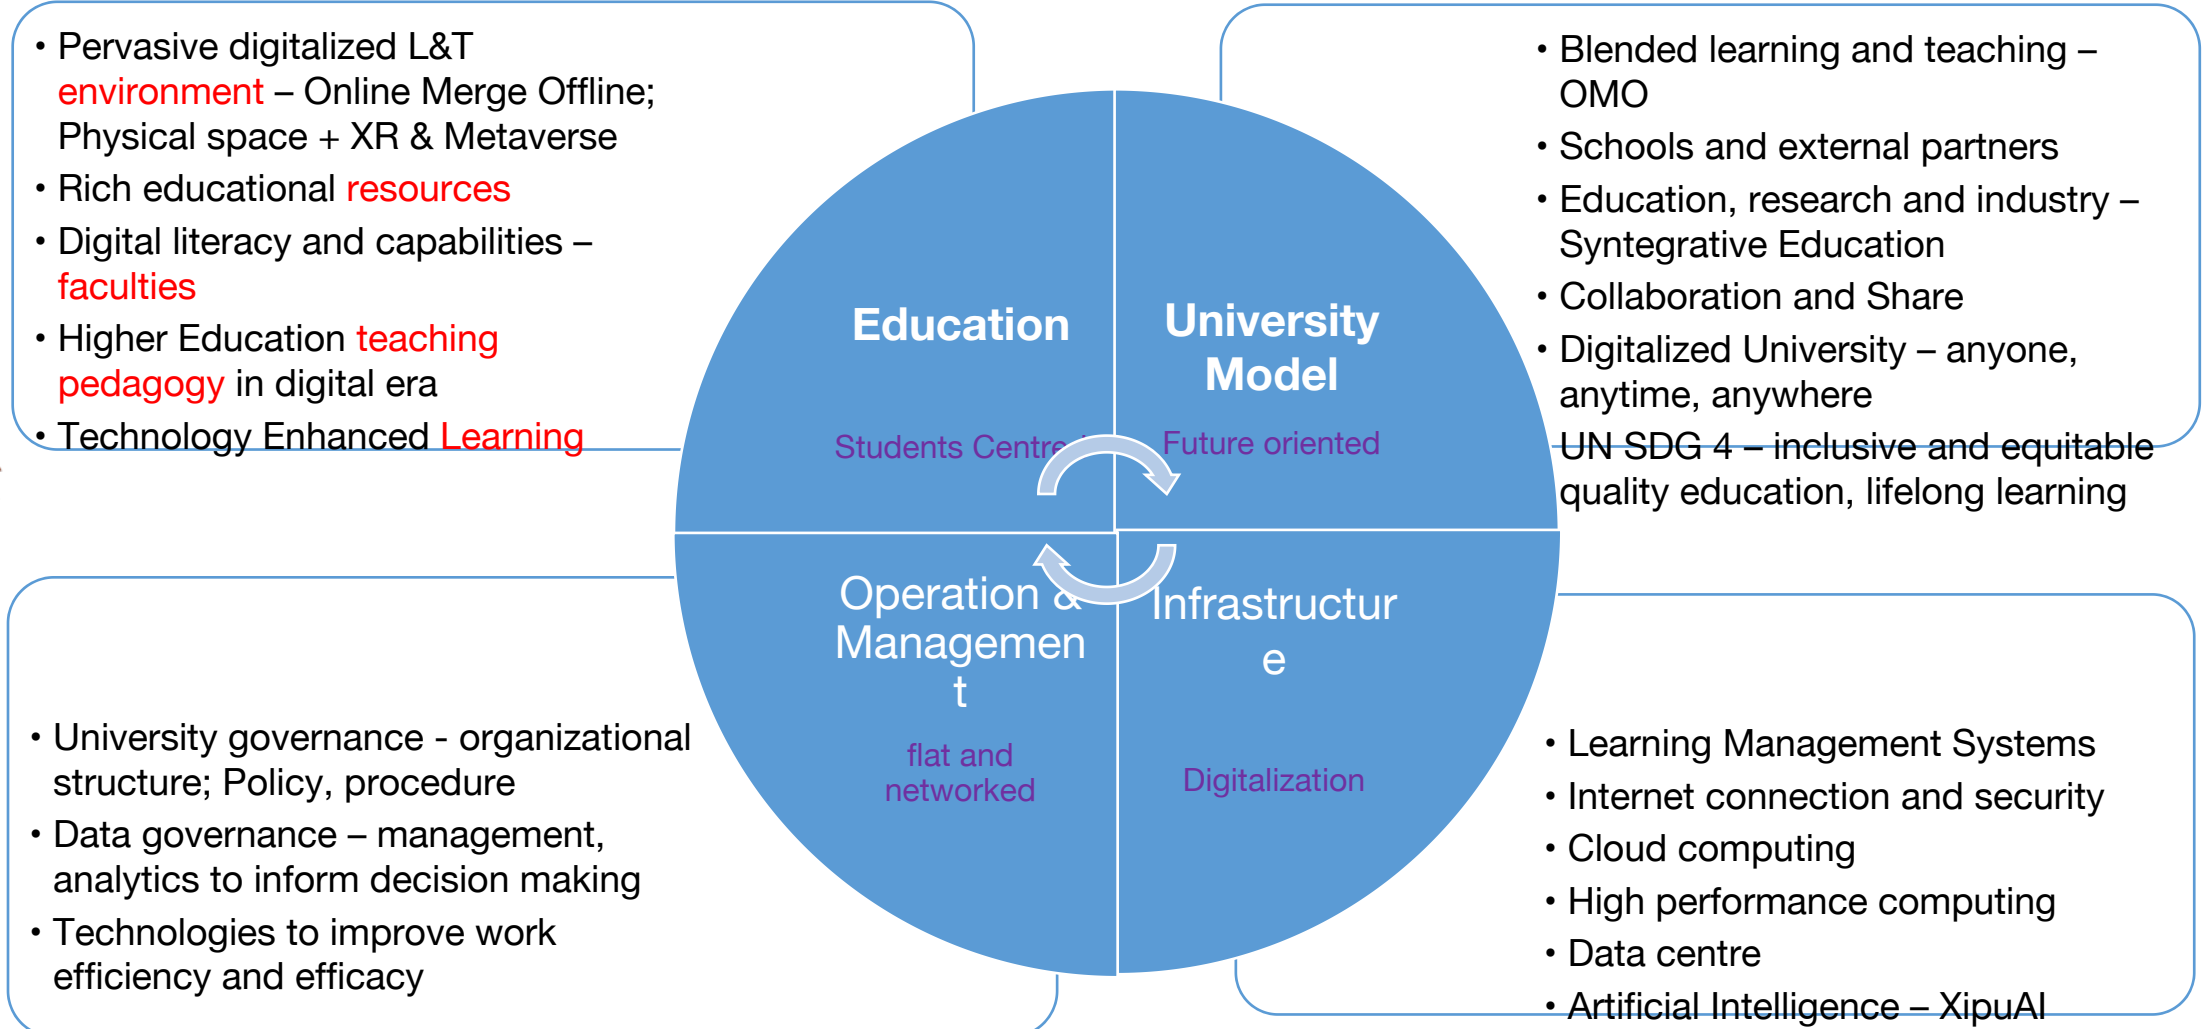 • Pervasive digitalized L&T
environment – Online Merge Offline;
Physical space + XR & Metaverse
• Rich educational resources
• Digital literacy and capabilities –
faculties
• Higher Education teaching
pedagogy in digital era
• Technology Enhanced Learning
• Blended learning and teaching –
OMO
• Schools and external partners
• Education, research and industry –
Syntegrative Education
• Collaboration and Share
• Digitalized University – anyone,
anytime, anywhere
UN SDG 4 – inclusive and equitable
quality education, lifelong learning
Education
Students Centre
University
Model
Future oriented
Operation &
Managemen
t
flat and
networked
Infrastructur
e
Digitalization
• University governance - organizational
structure; Policy, procedure
• Data governance – management,
analytics to inform decision making
• Technologies to improve work
efficiency and efficacy
• Learning Management Systems
• Internet connection and security
• Cloud computing
• High performance computing
• Data centre
• Artificial Intelligence – XipuAI